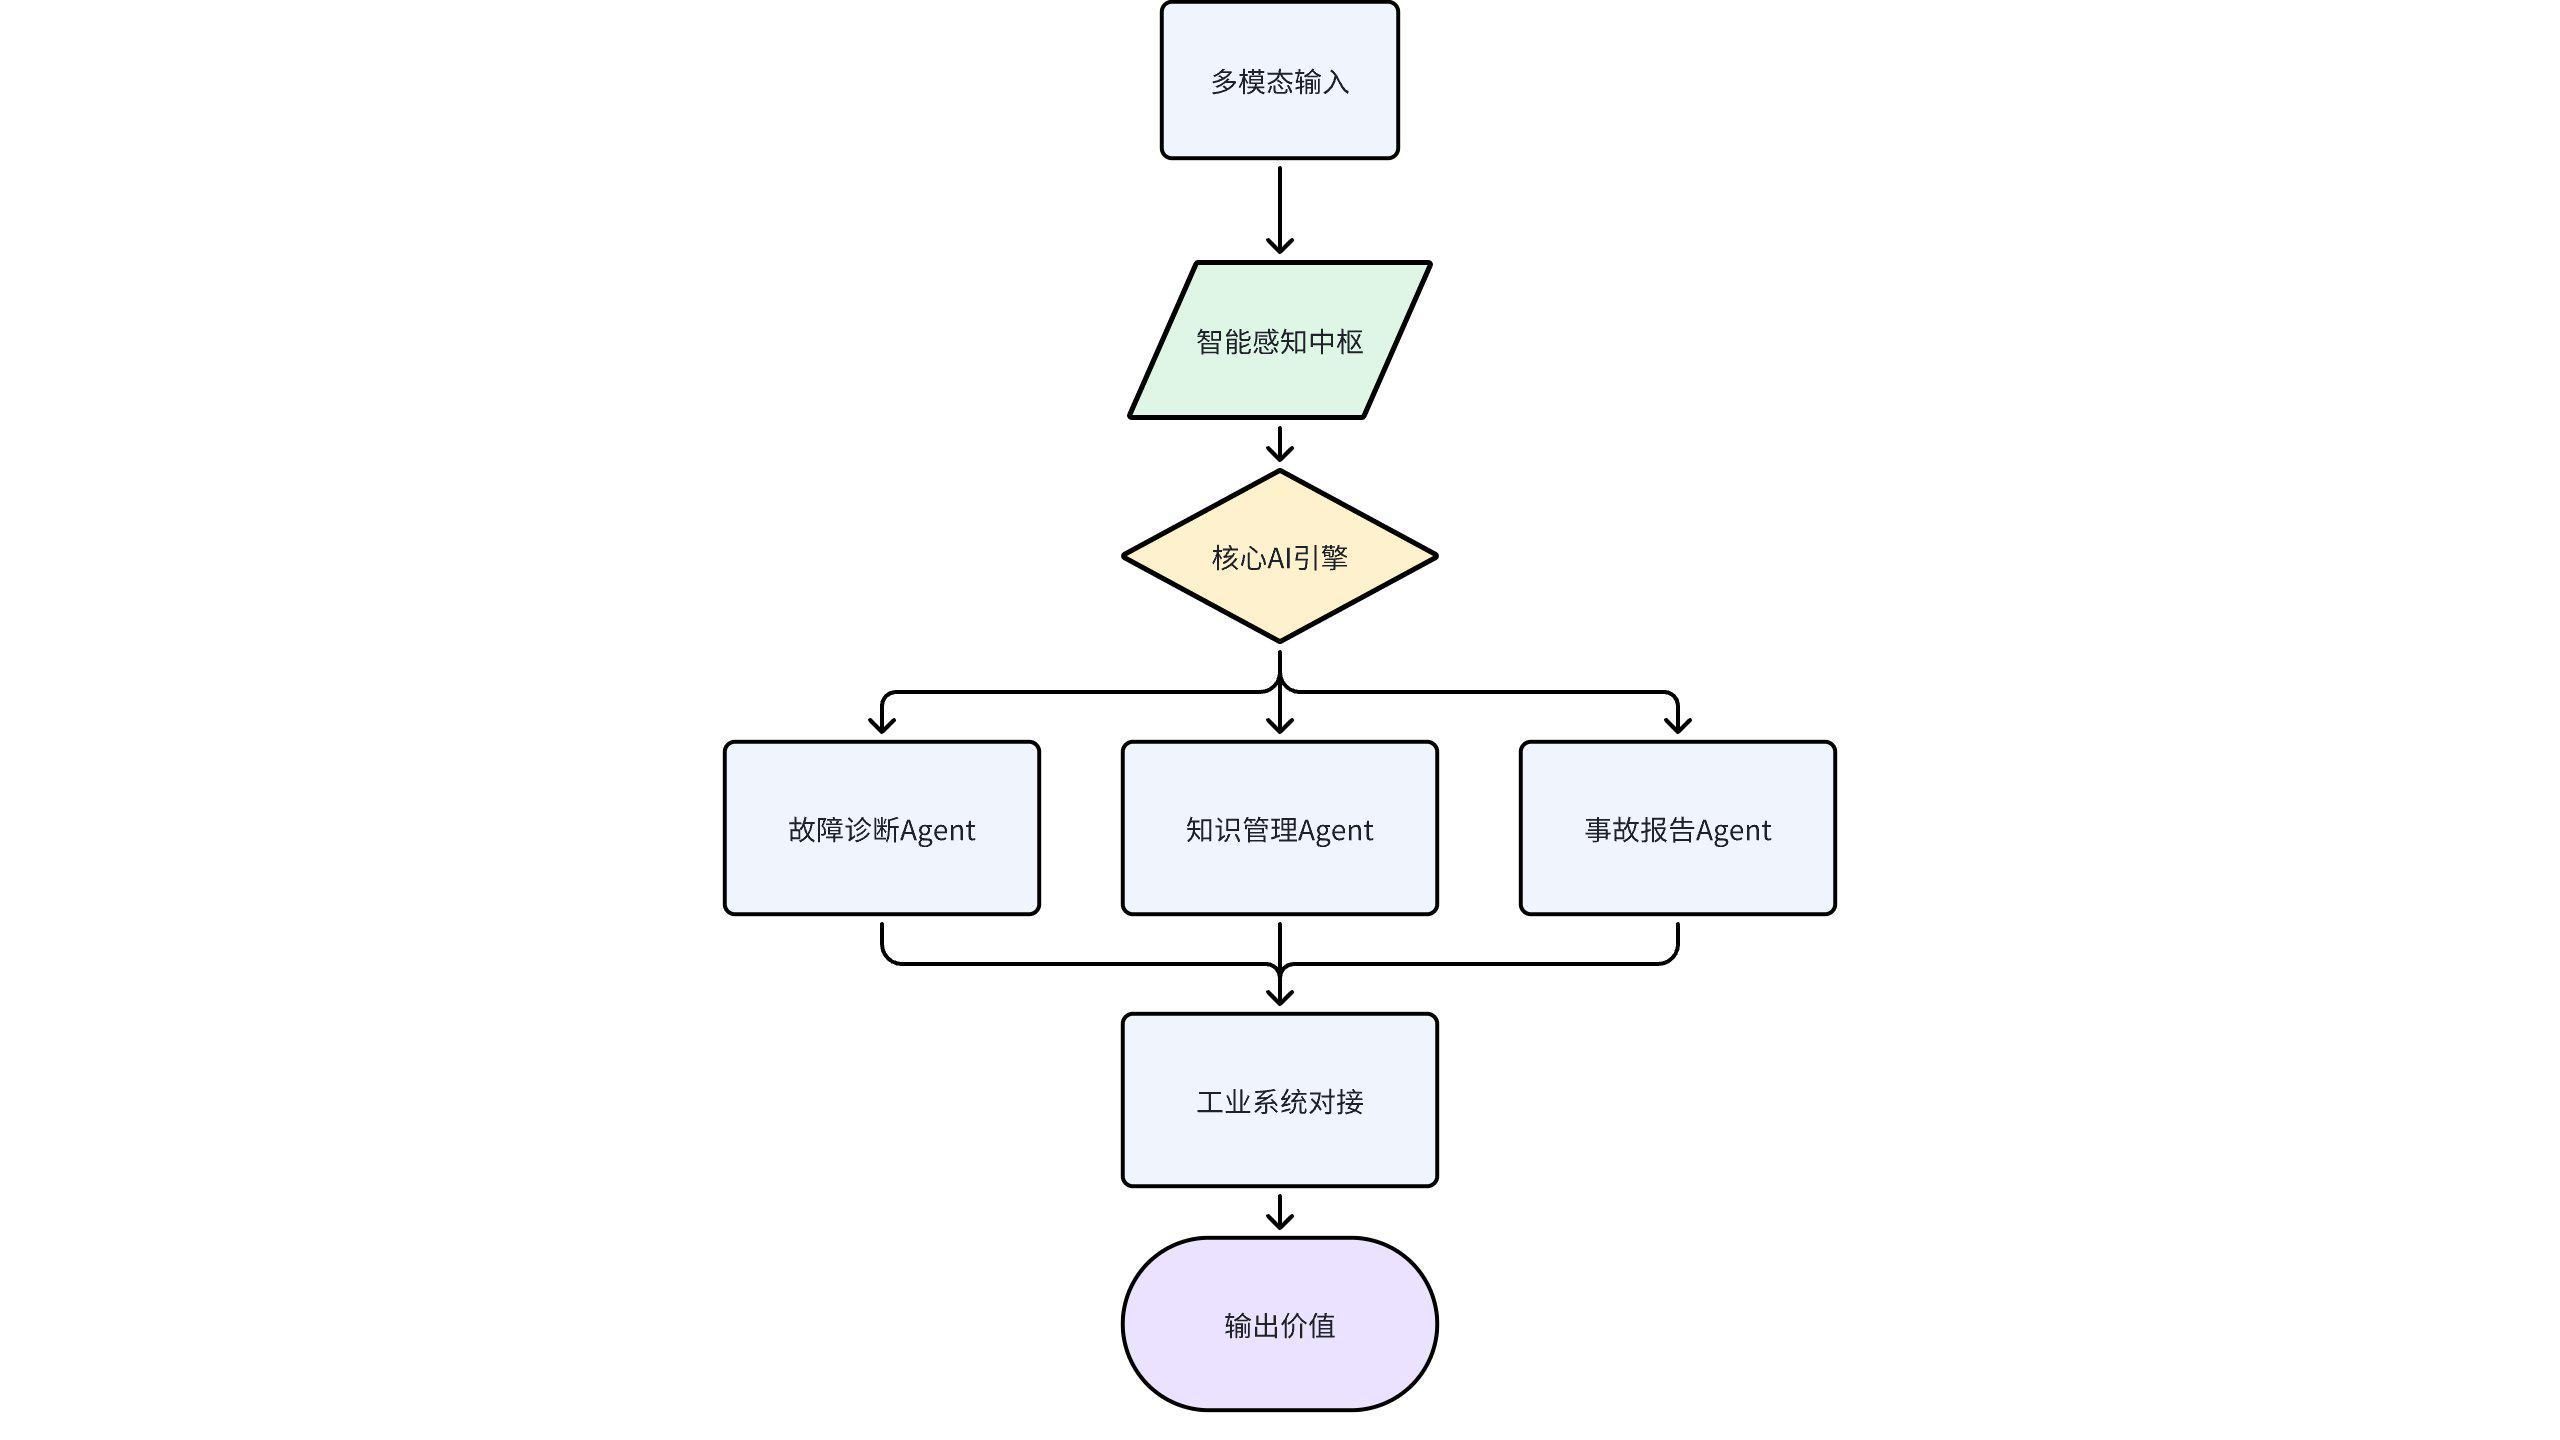 多模态输入
智能感知中枢
核心AI引擎
故障诊断Agent
知识管理Agent
事故报告Agent
工业系统对接
输出价值